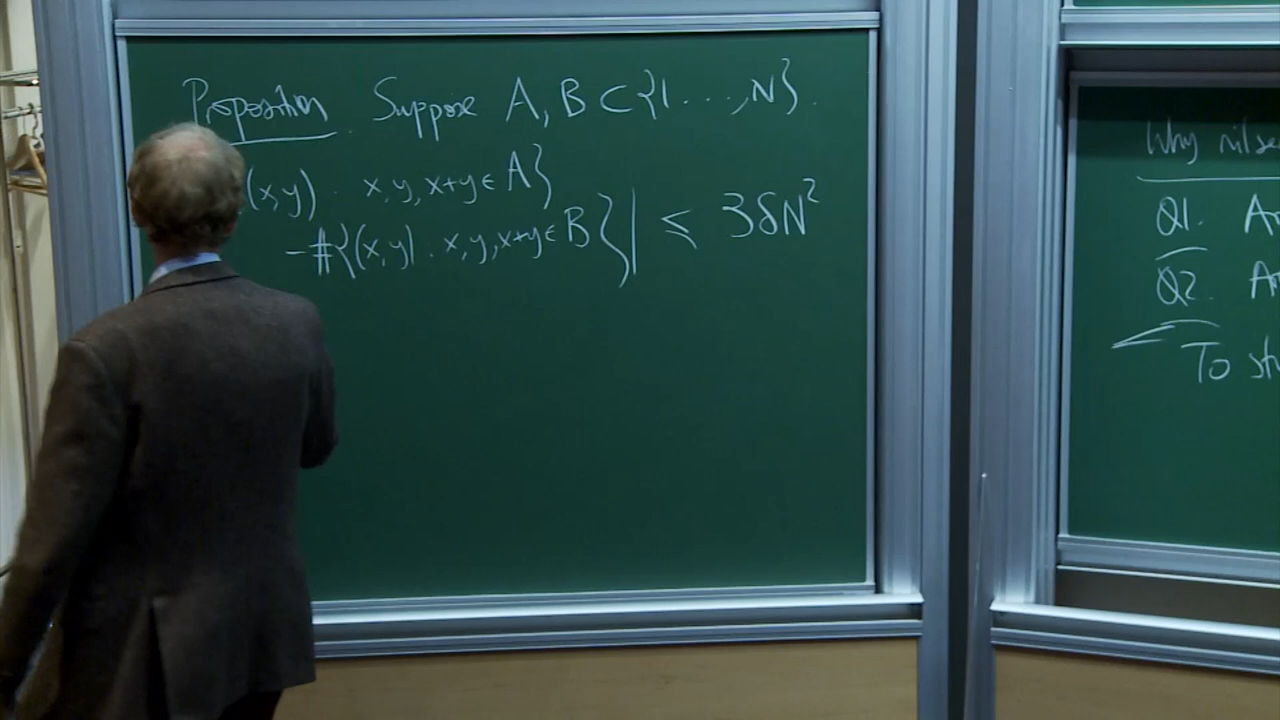 Proposition. Suppose A, B ⊂ {1...,N}.
(x,y) . x,y,x+y ∈ A}
-#{(x,y) . x,y,x+y ∈ B}| ≤ 3δN²
Why
Q1.
Q2.
To